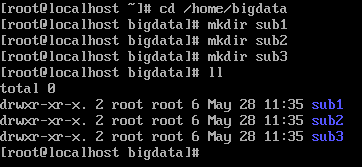 [root@localhost ~]# cd /home/bigdata
[root@localhost bigdata]# mkdir sub1
[root@localhost bigdata]# mkdir sub2
[root@localhost bigdata]# mkdir sub3
[root@localhost bigdata]# ll
total 0
drwxr-xr-x. 2 root root 6 May 28 11:35 sub1
drwxr-xr-x. 2 root root 6 May 28 11:35 sub2
drwxr-xr-x. 2 root root 6 May 28 11:35 sub3
[root@localhost bigdata]#